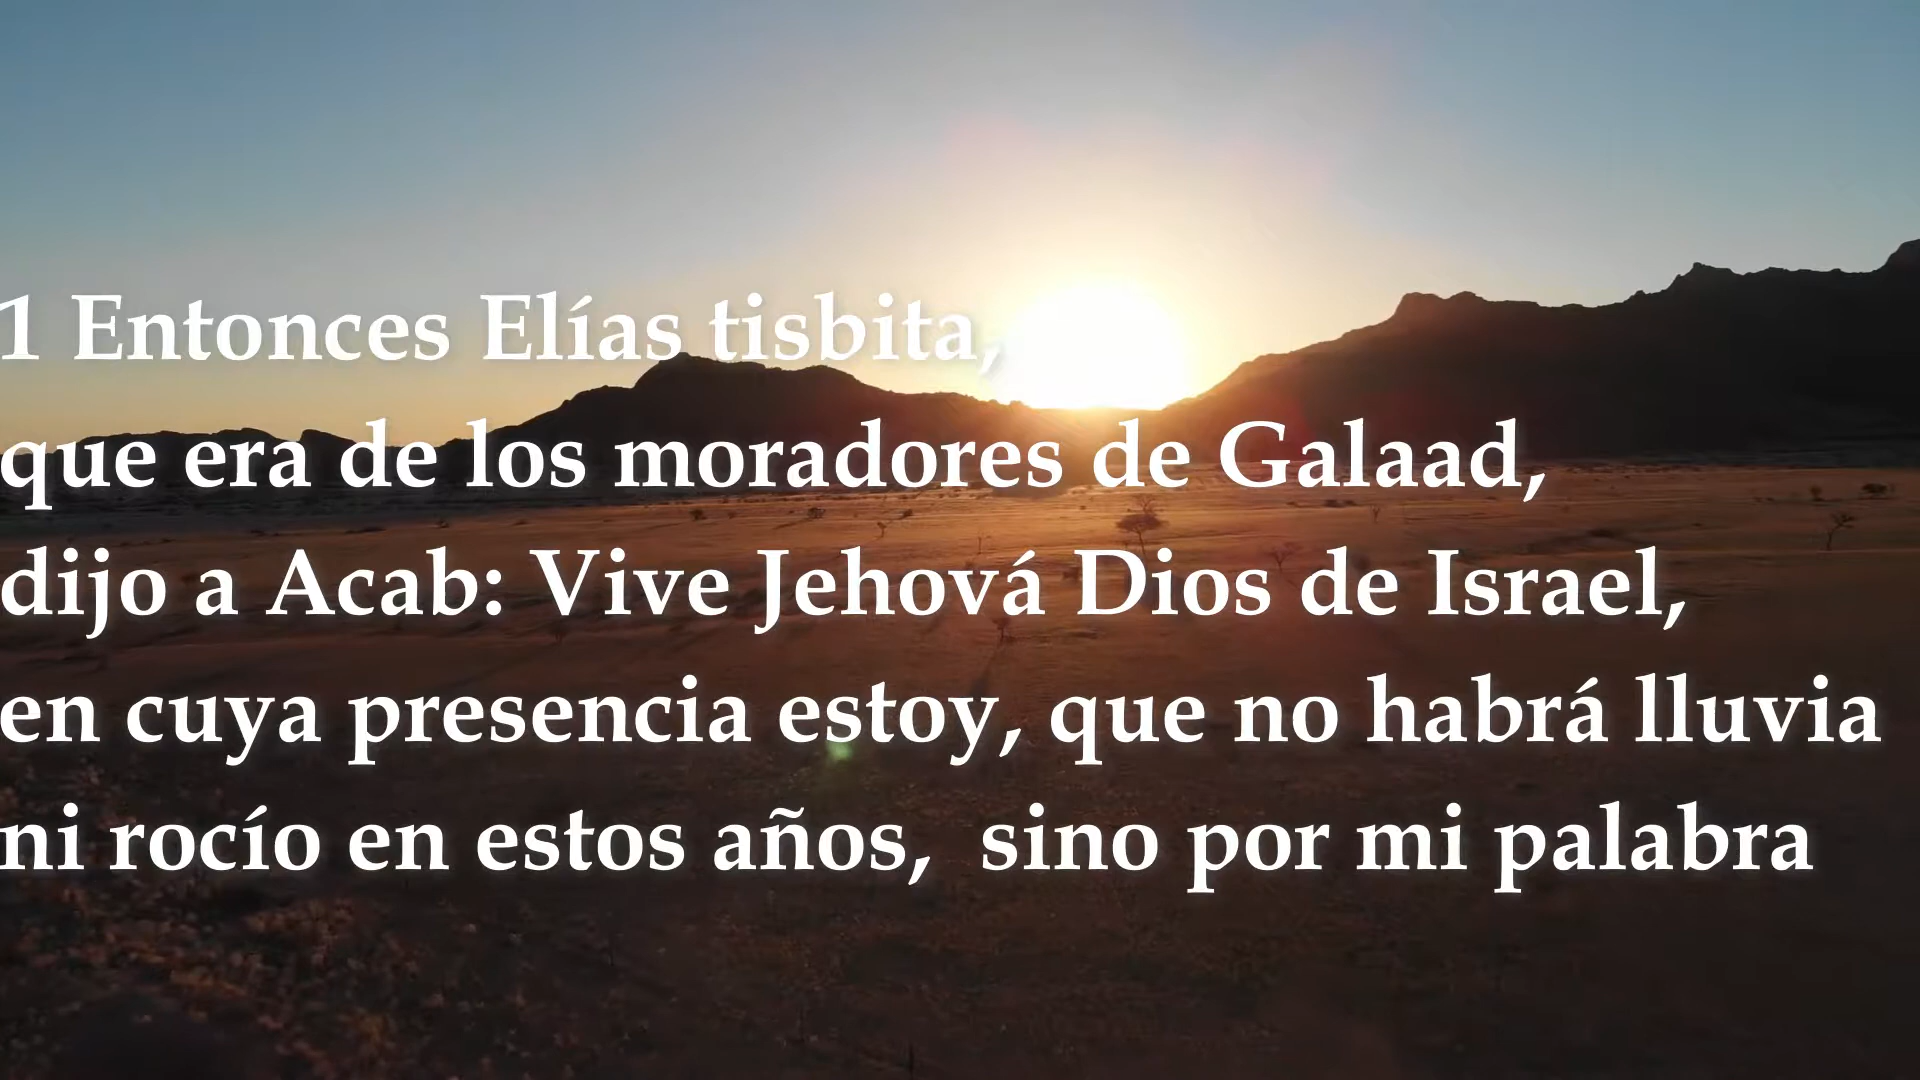 1 Entonces Elías tisbita,
que era de los moradores de Galaad,
dijo a Acab: Vive Jehová Dios de Israel,
en cuya presencia estoy, que no habrá lluvia
ni rocío en estos años,  sino por mi palabra